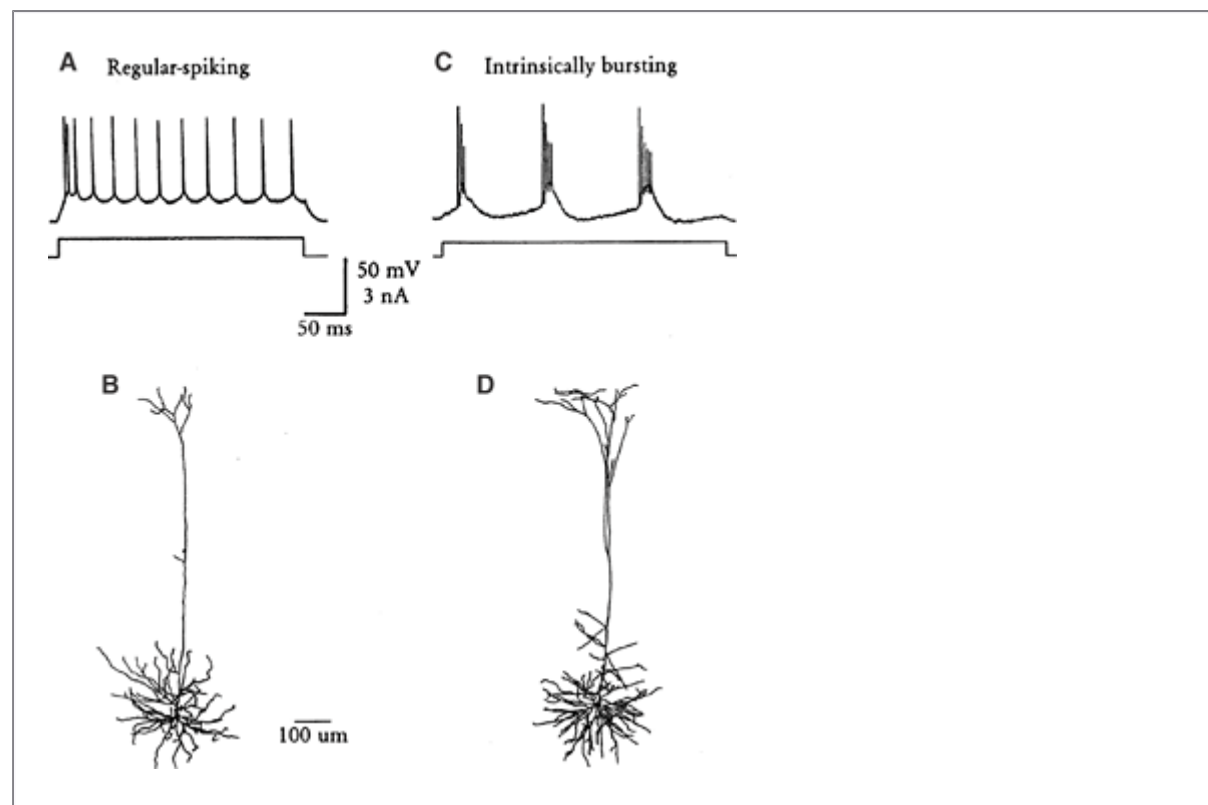 A Regular-spiking
C Intrinsically bursting
50 mV
3 nA
50 ms
B
D
100 um